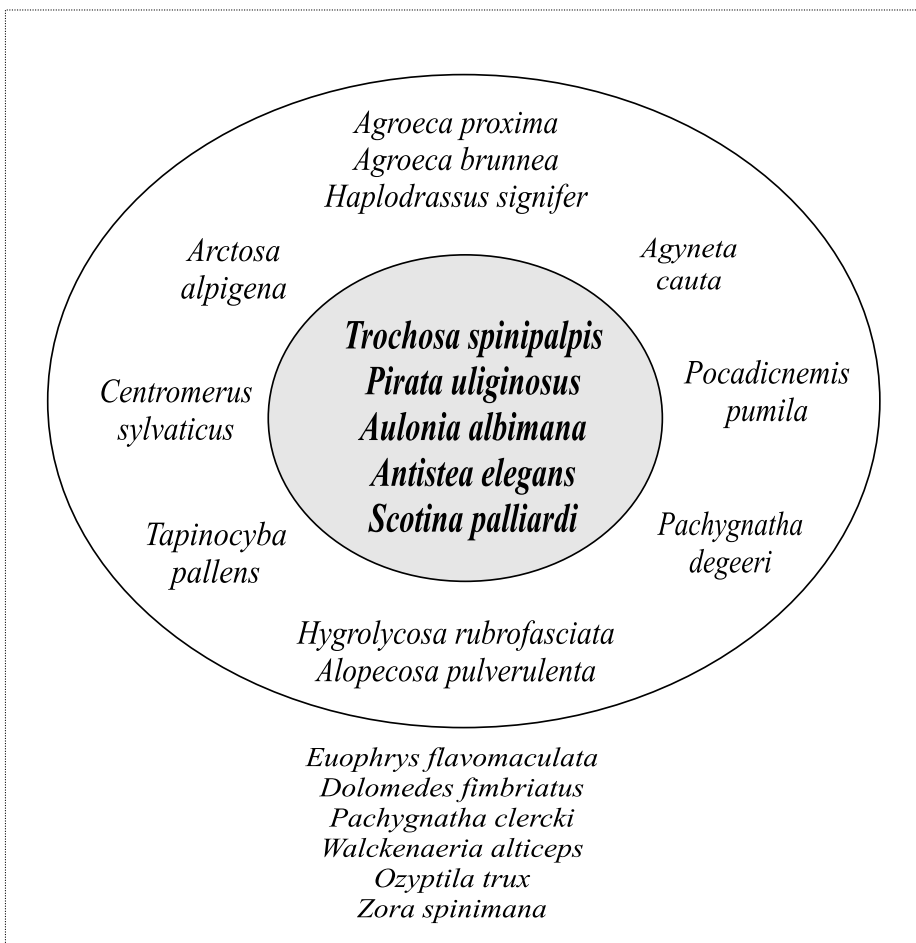 Agroeca proxima
Agroeca brunnea
Haplodrassus signifer
Arctosa
alpigena
Agyneta
cauta
Trochosa spinipalpis
Pirata uliginosus
Aulonia albimana
Antistea elegans
Scotina palliardi
Centromerus
sylvaticus
Pocadicnemis
pumila
Tapinocyba
pallens
Pachygnatha
degeeri
Hygrolycosa rubrofasciata
Alopecosa pulverulenta
Euophrys flavomaculata
Dolomedes fimbriatus
Pachygnatha clercki
Walckenaeria alticeps
Ozyptila trux
Zora spinimana